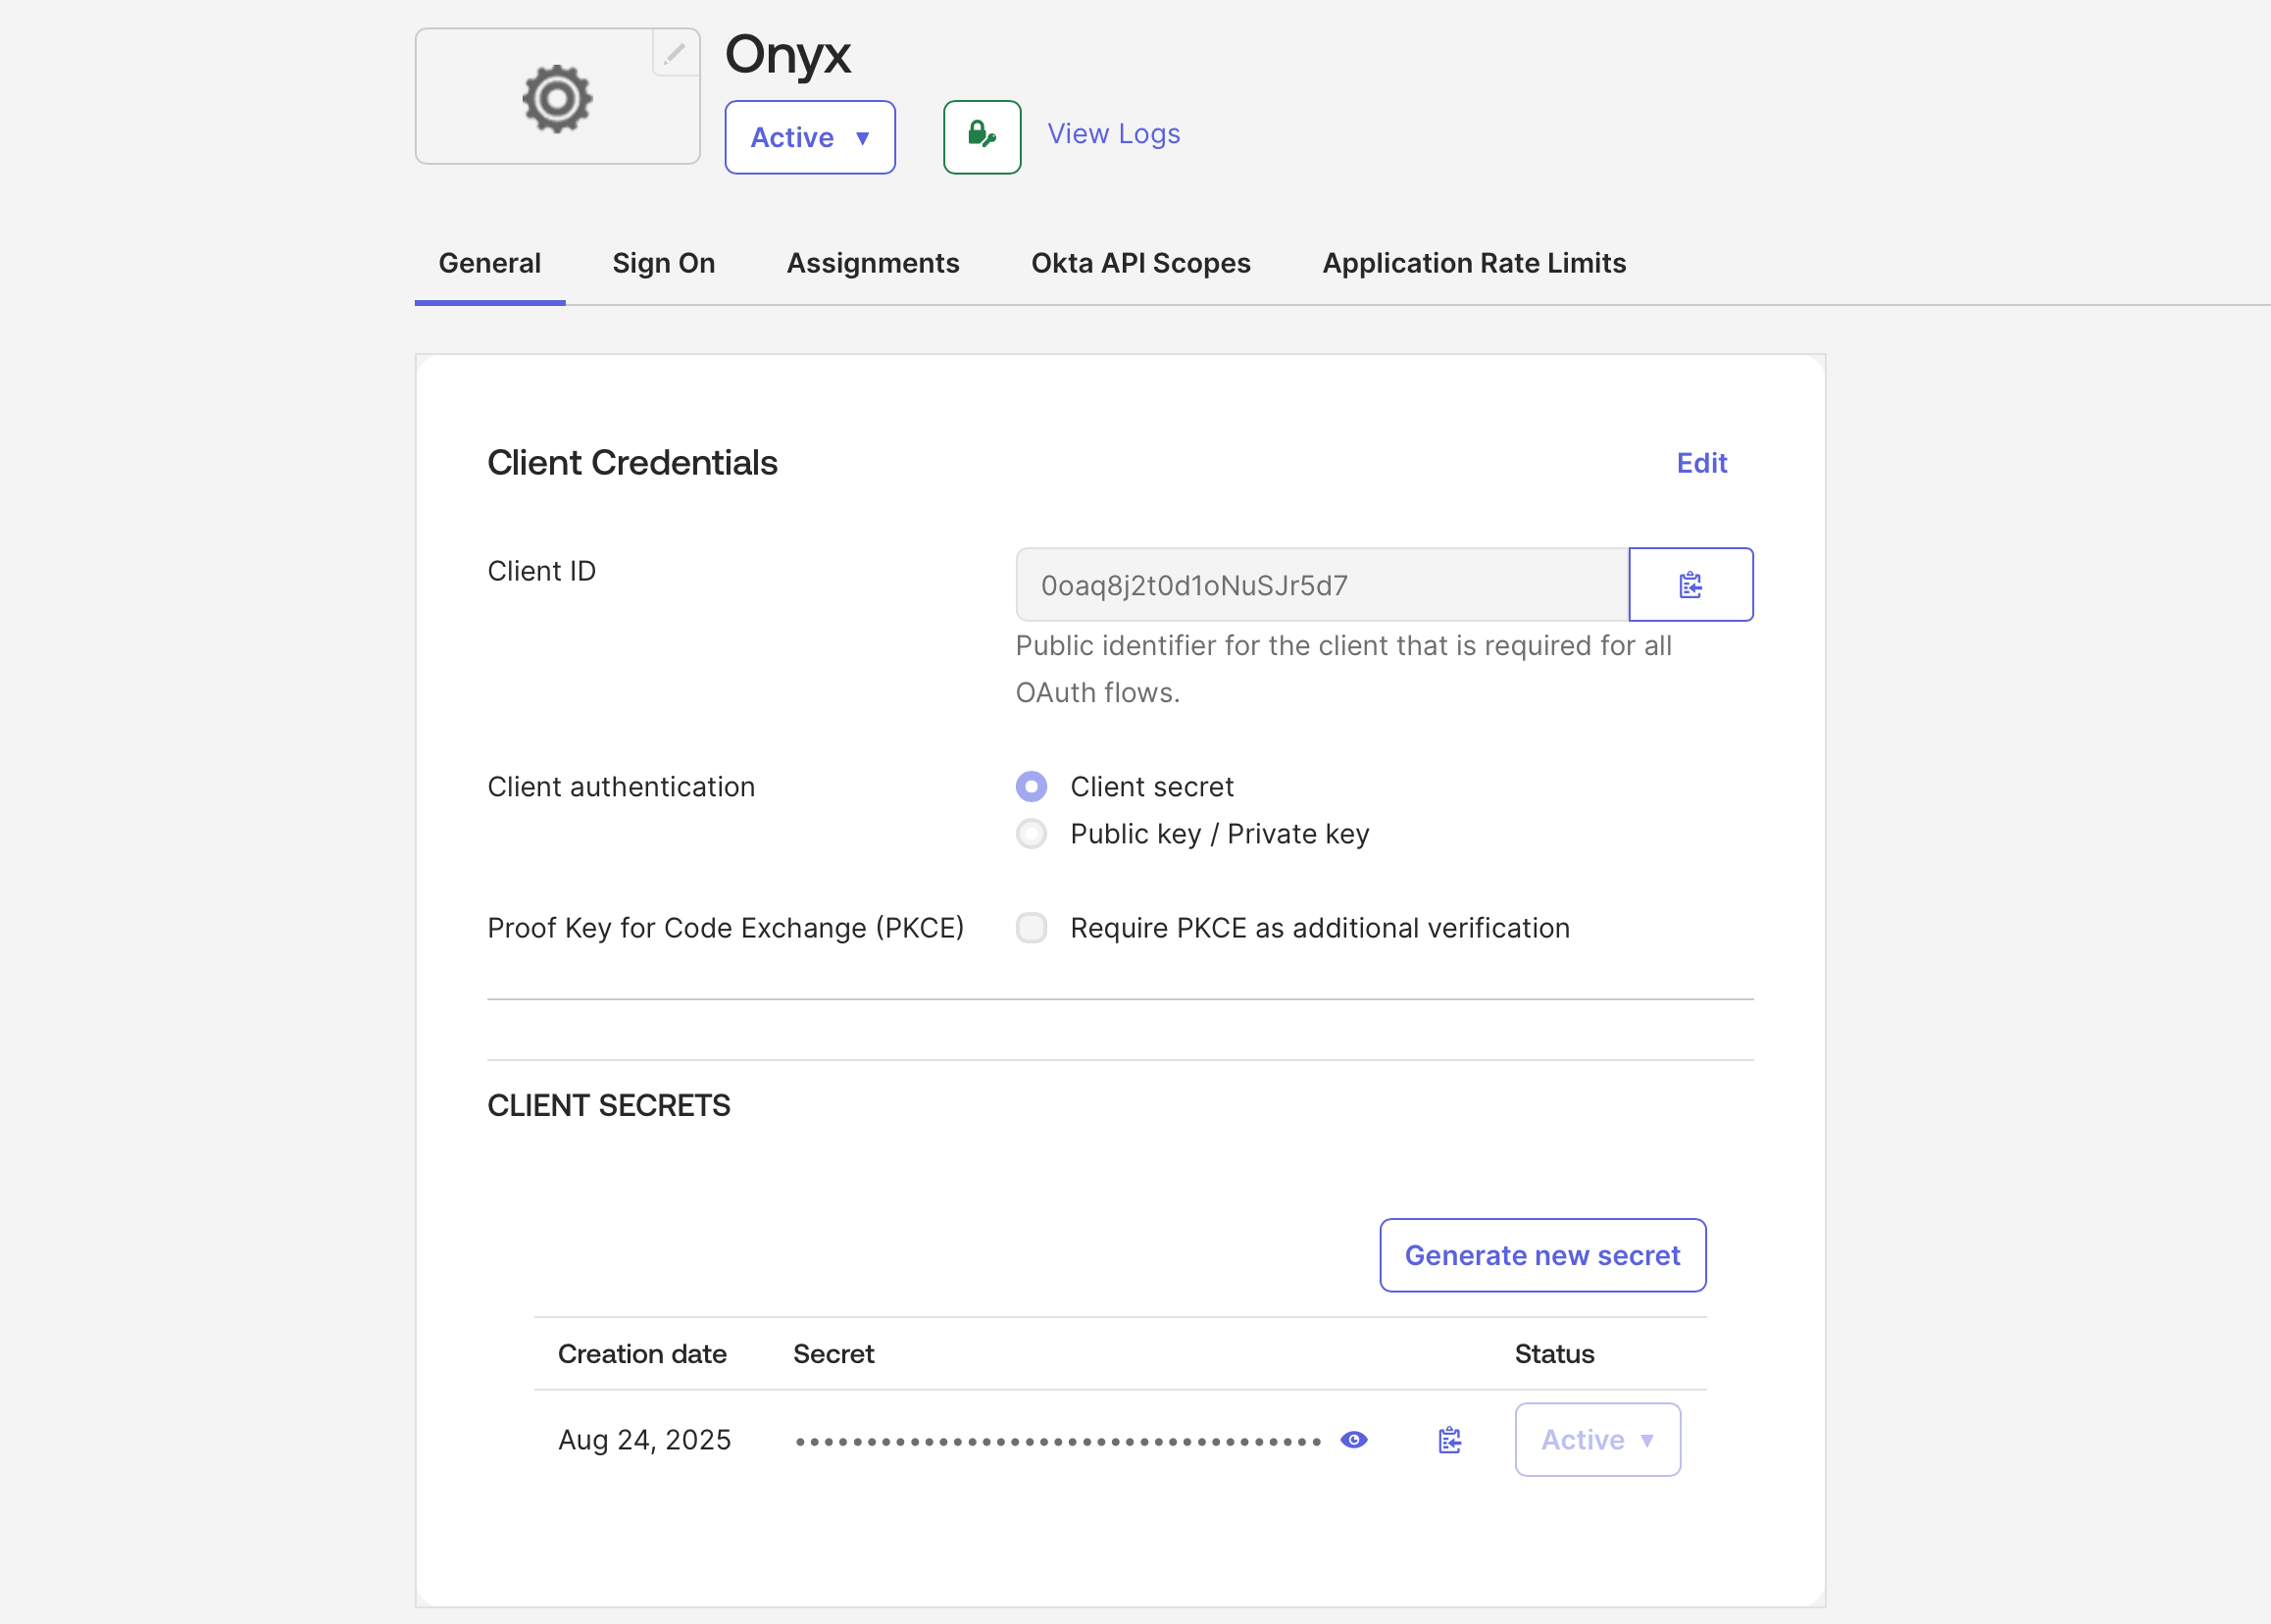 Onyx
Active ▼
View Logs
General Sign On Assignments Okta API Scopes Application Rate Limits
Client Credentials Edit
Client ID 0oaq8j2t0d1oNuSJr5d7
Public identifier for the client that is required for all
OAuth flows.
Client authentication Client secret
Public key / Private key
Proof Key for Code Exchange (PKCE) Require PKCE as additional verification
CLIENT SECRETS
Generate new secret
Creation date Secret Status
Aug 24, 2025 ••••••••••••••••••••••••••••••••••••• Active ▼